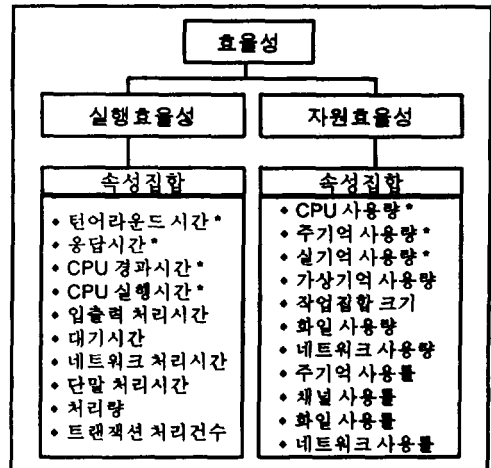 효율성
실행효율성
자원효율성
속성집합
• 턴어라운드 시간*
• 응답시간*
• CPU 경과시간*
• CPU 실행시간*
• 입출력 처리시간
• 대기시간
• 네트워크 처리시간
• 단말 처리시간
• 처리량
• 트랜잭션 처리건수
속성집합
• CPU 사용량*
• 주기억 사용량*
• 실기억 사용량*
• 가상기억 사용량
• 작업집합 크기
• 화일 사용량
• 네트워크 사용량
• 주기억 사용률
• 채널 사용률
• 화일 사용률
• 네트워크 사용률